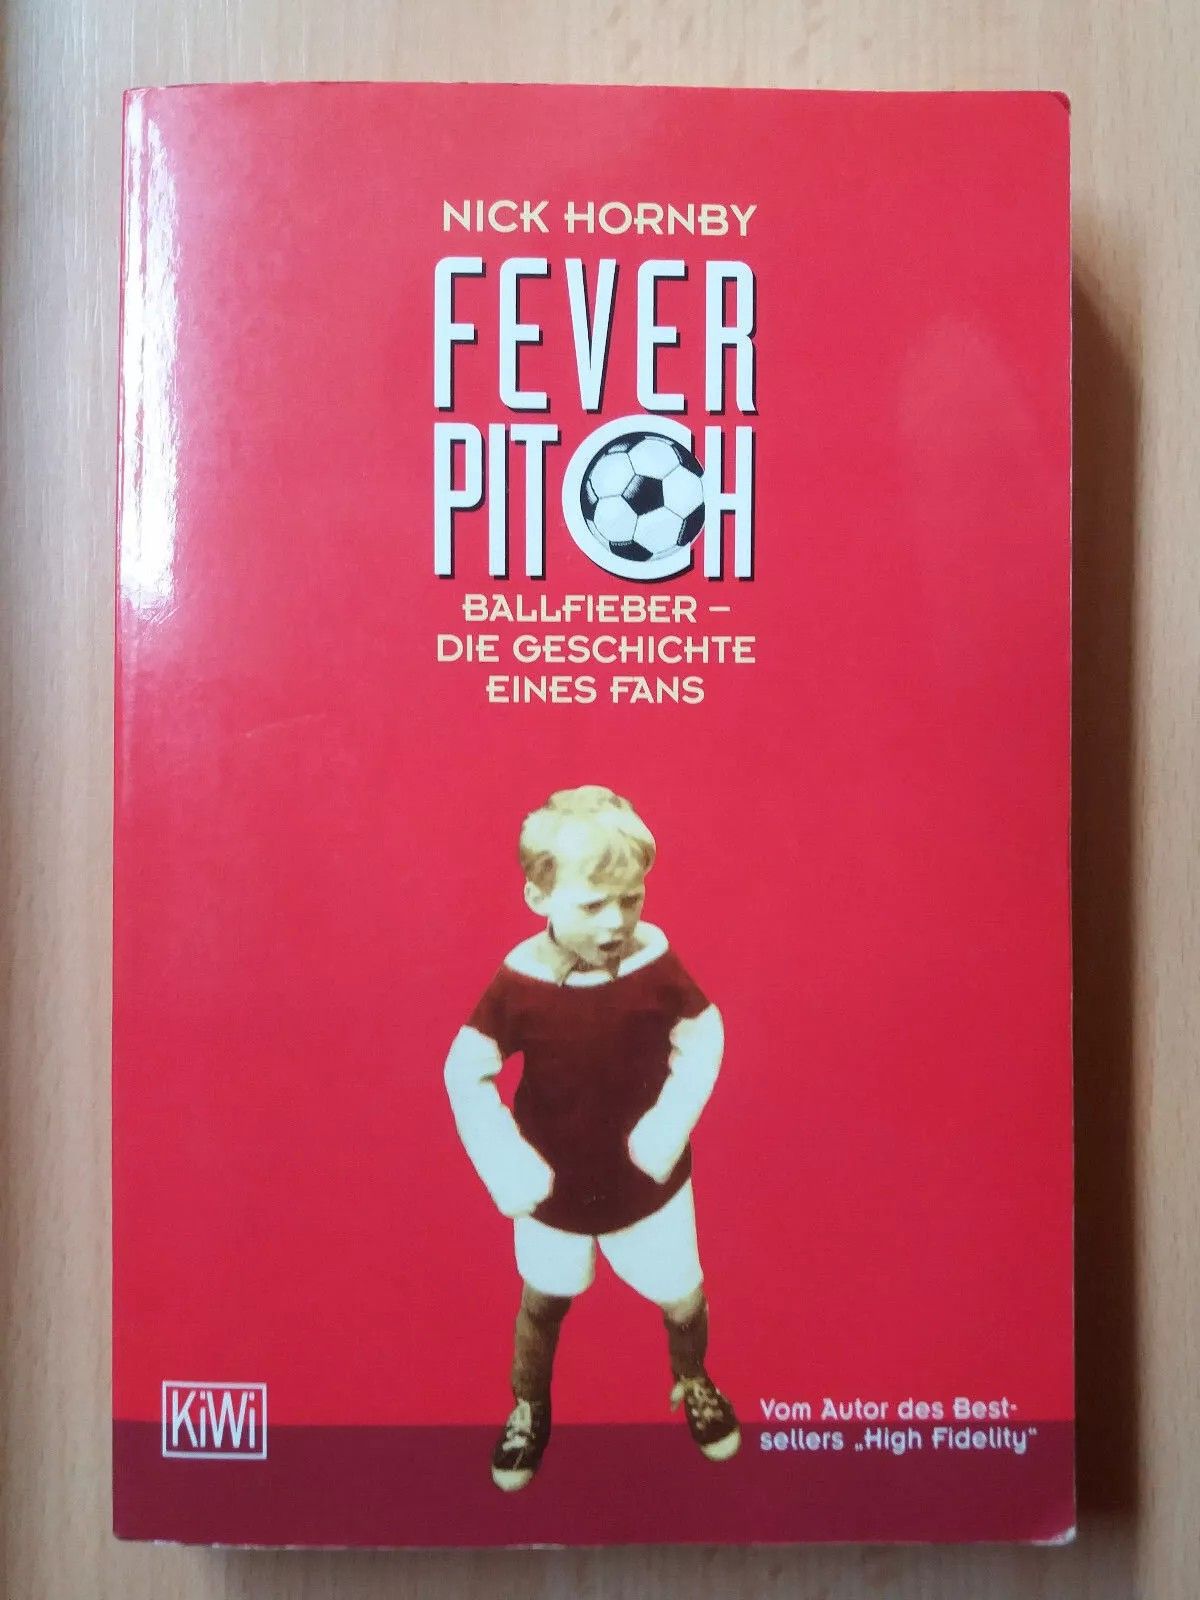 NICK HORNBY
FEVER
PITCH
BALLFIEBER –
DIE GESCHICHTE
EINES FANS
KiWi
Vom Autor des Best-
sellers „High Fidelity“